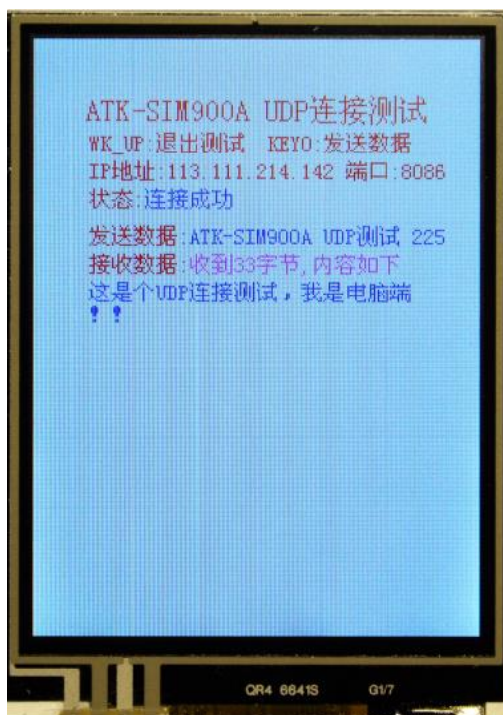 ATK-SIM900A UDP连接测试
WK_UP:退出测试 KEY0:发送数据
IP地址:113.111.214.142 端口:8086
状态:连接成功
发送数据:ATK-SIM900A UDP测试 225
接收数据:收到33字节,内容如下
这是个UDP连接测试，我是电脑端
！！
QR4 6641S G1/7